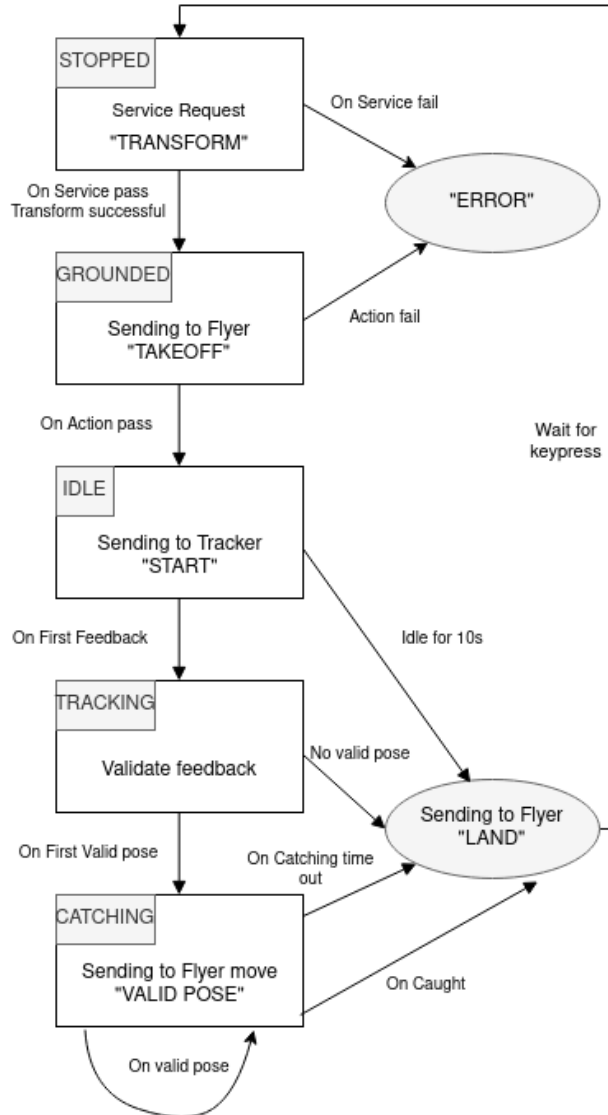 STOPPED
Service Request
"TRANSFORM"
On Service fail
On Service pass
Transform successful
"ERROR"
GROUNDED
Sending to Flyer
"TAKEOFF"
Action fail
On Action pass
Wait for
keypress
IDLE
Sending to Tracker
"START"
On First Feedback
Idle for 10s
TRACKING
Validate feedback
No valid pose
Sending to Flyer
"LAND"
On First Valid pose
On Catching time
out
CATCHING
Sending to Flyer move
"VALID POSE"
On Caught
On valid pose